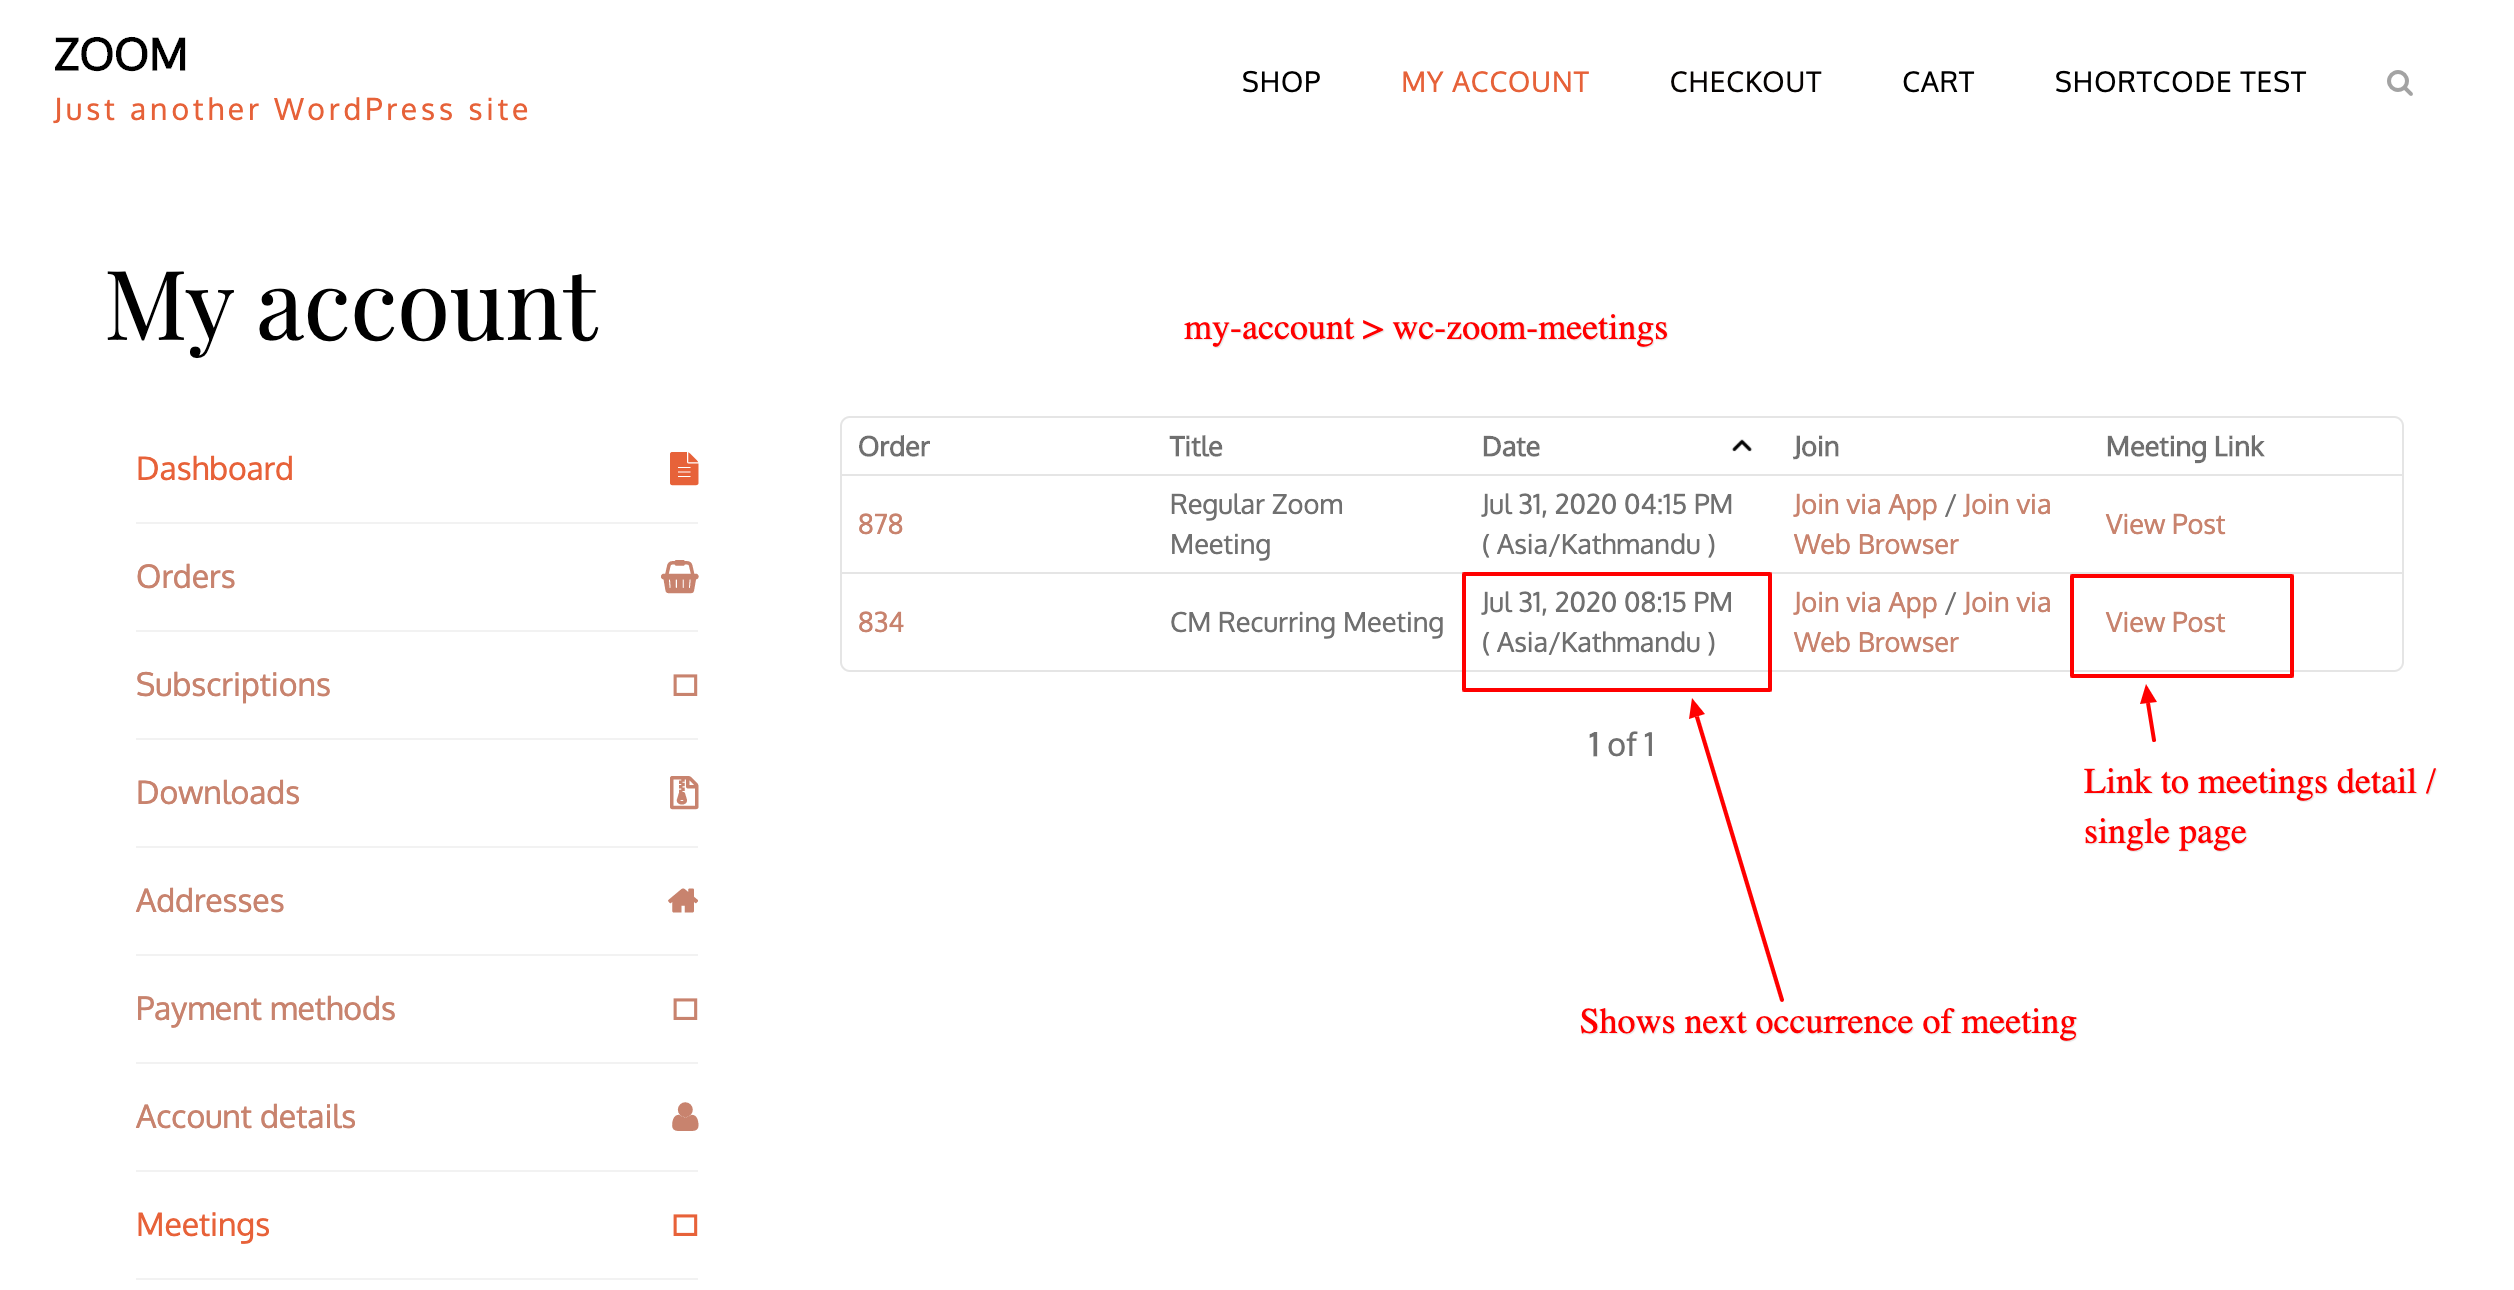 ZOOM
Just another WordPress site
SHOP MY ACCOUNT CHECKOUT CART SHORTCODE TEST
My account
my-account > wc-zoom-meetings
Dashboard
Orders
Subscriptions
Downloads
Addresses
Payment methods
Account details
Meetings
Order Title Date Join Meeting Link
878 Regular Zoom Meeting Jul 31, 2020 04:15 PM ( Asia/Kathmandu ) Join via App / Join via Web Browser View Post
834 CM Recurring Meeting Jul 31, 2020 08:15 PM ( Asia/Kathmandu ) Join via App / Join via Web Browser View Post
1 of 1
Link to meetings detail /
single page
Shows next occurrence of meeting